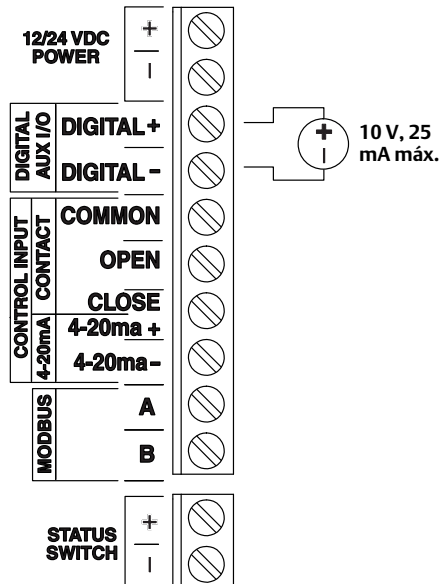 12/24 VDC
POWER
+
–
DIGITAL
AUX I/O
DIGITAL+
DIGITAL –
+
–
10 V, 25
mA máx.
CONTROL INPUT
CONTACT
COMMON
OPEN
CLOSE
4-20mA
4-20ma +
4-20ma–
MODBUS
A
B
STATUS
SWITCH
+
–